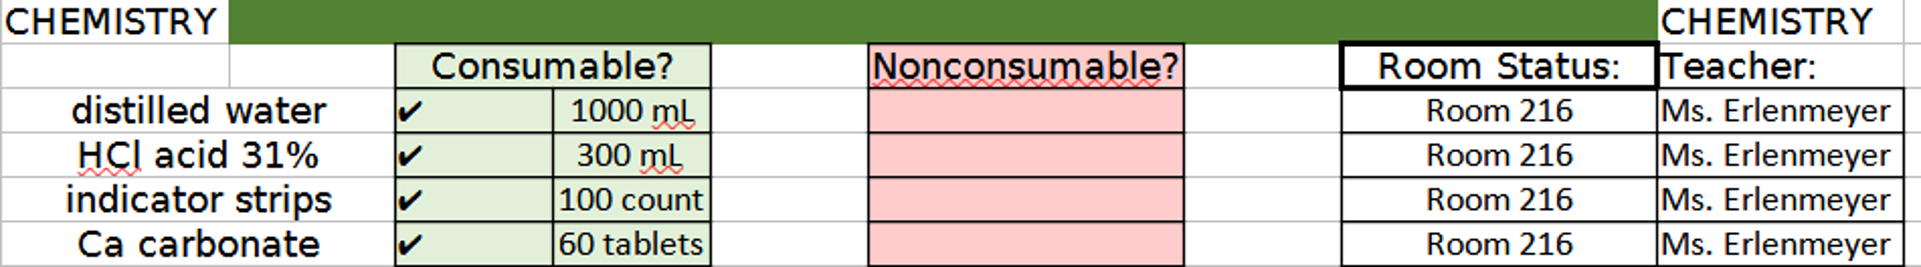 CHEMISTRY CHEMISTRY
Consumable? Nonconsumable? Room Status: Teacher:
distilled water ✔ 1000 mL Room 216 Ms. Erlenmeyer
HCl acid 31% ✔ 300 mL Room 216 Ms. Erlenmeyer
indicator strips ✔ 100 count Room 216 Ms. Erlenmeyer
Ca carbonate ✔ 60 tablets Room 216 Ms. Erlenmeyer